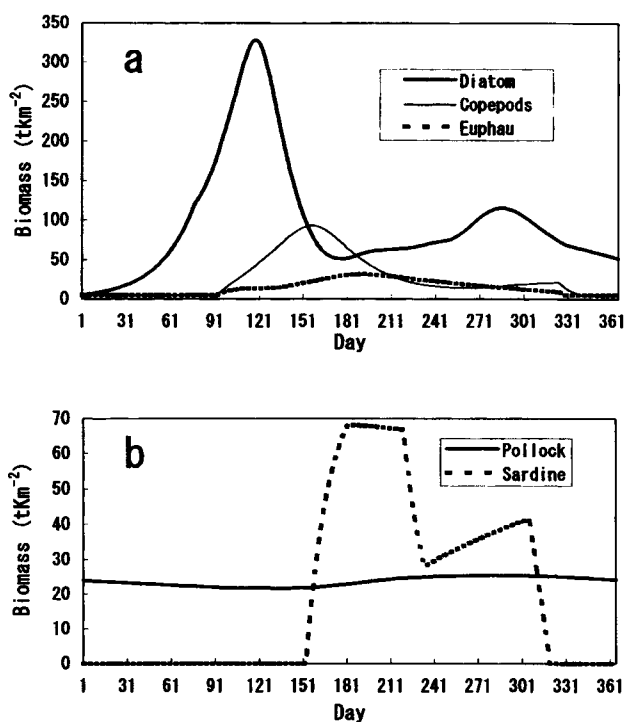 a
350
300
250
200
150
100
50
0
Biomass (tkm-2)
Diatom
Copepods
Euphau
1 31 61 91 121 151 181 211 241 271 301 331 361
Day
b
70
60
50
40
30
20
10
0
Biomass (tKm-2)
Pollock
Sardine
1 31 61 91 121 151 181 211 241 271 301 331 361
Day